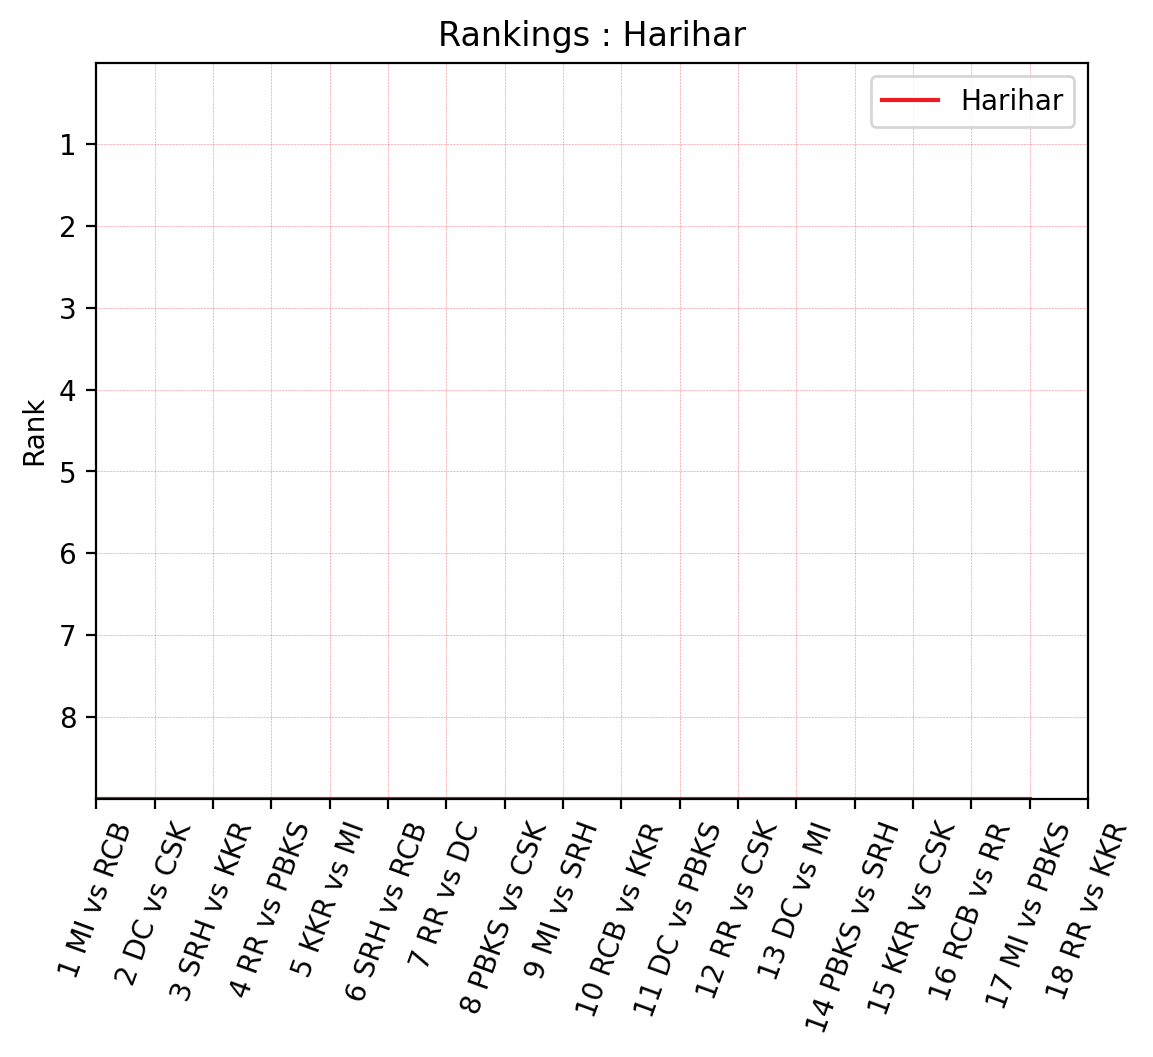 Rankings : Harihar
Harihar
Rank
1
2
3
4
5
6
7
8
1 MI vs RCB
2 DC vs CSK
3 SRH vs KKR
4 RR vs PBKS
5 KKR vs MI
6 SRH vs RCB
7 RR vs DC
8 PBKS vs CSK
9 MI vs SRH
10 RCB vs KKR
11 DC vs PBKS
12 RR vs CSK
13 DC vs MI
14 PBKS vs SRH
15 KKR vs CSK
16 RCB vs RR
17 MI vs PBKS
18 RR vs KKR